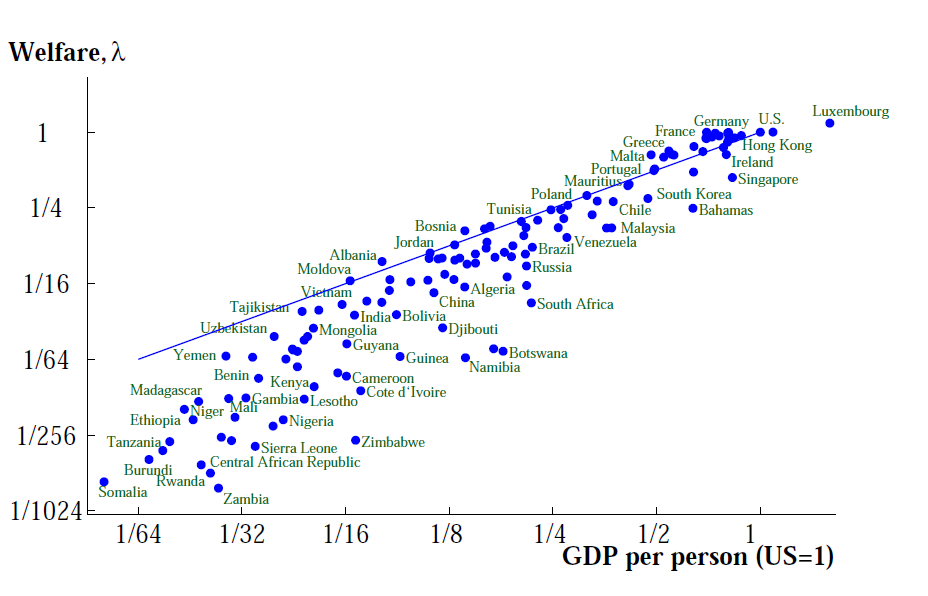 Welfare, λ
Luxembourg
Germany U.S.
1
France
Hong Kong
Greece
Malta
Ireland
Portugal
Singapore
Mauritius
Poland
South Korea
1/4
Tunisia
Chile
Bahamas
Bosnia
Malaysia
Jordan
Venezuela
Albania
Brazil
Moldova
Russia
1/16
Vietnam
Algeria
China
South Africa
Tajikistan
India
Bolivia
Uzbekistan
Mongolia
Djibouti
Guyana
Yemen
1/64
Guinea
Botswana
Namibia
Benin
Kenya
Cameroon
Madagascar
Cote d‘Ivoire
Gambia
Lesotho
Niger
Mali
Ethiopia
Nigeria
1/256
Tanzania
Zimbabwe
Sierra Leone
Central African Republic
Burundi
Rwanda
Somalia
Zambia
1/1024
1/64 1/32 1/16 1/8 1/4 1/2 1
GDP per person (US=1)